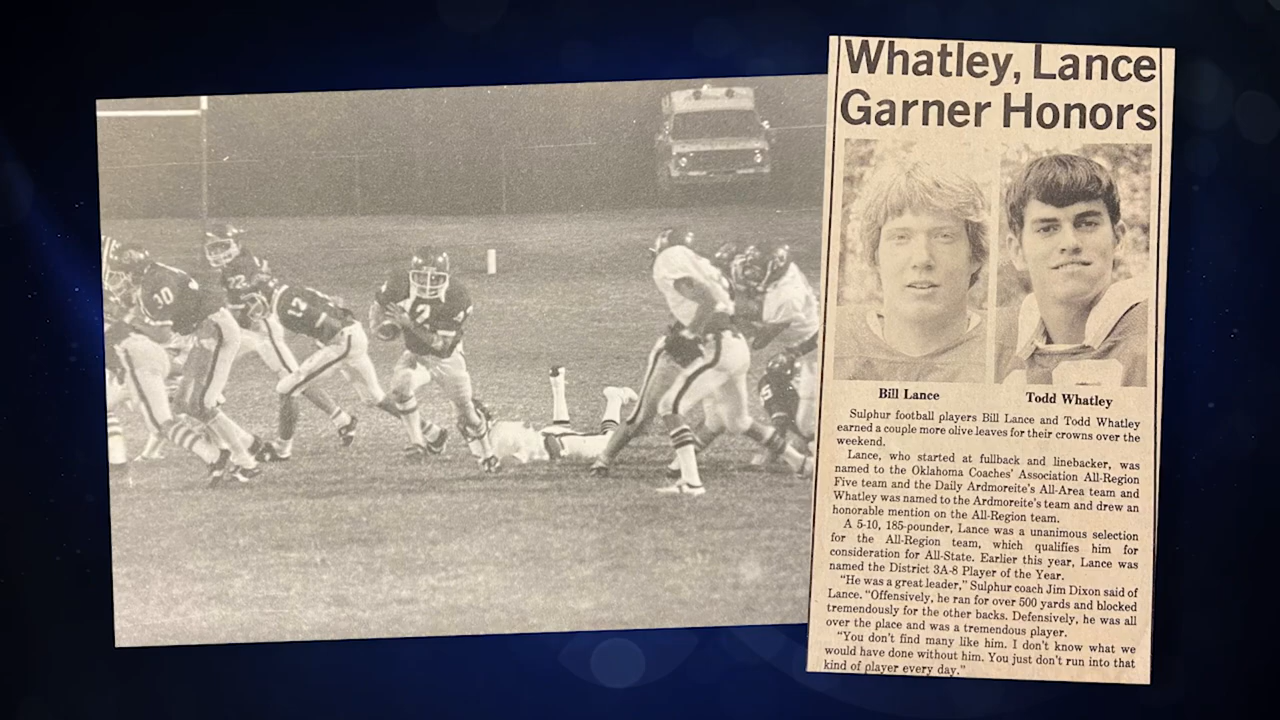 30
22
12
Whatley, Lance
Garner Honors
Bill Lance
Todd Whatley
Sulphur football players Bill Lance and Todd Whatley
earned a couple more olive leaves for their crowns over the
weekend.
Lance, who started at fullback and linebacker, was
named to the Oklahoma Coaches' Association All-Region
Five team and the Daily Ardmoreite's All-Area team and
Whatley was named to the Ardmoreite's team and drew an
honorable mention on the All-Region team.
A 5-10, 185-pounder, Lance was a unanimous selection
for the All-Region team, which qualifies him for
consideration for All-State. Earlier this year, Lance was
named the District 3A-8 Player of the Year.
"He was a great leader," Sulphur coach Jim Dixon said of
Lance. "Offensively, he ran for over 500 yards and blocked
tremendously for the other backs. Defensively, he was all
over the place and was a tremendous player.
"You don't find many like him. I don't know what we
would have done without him. You just don't run into that
kind of player every day."